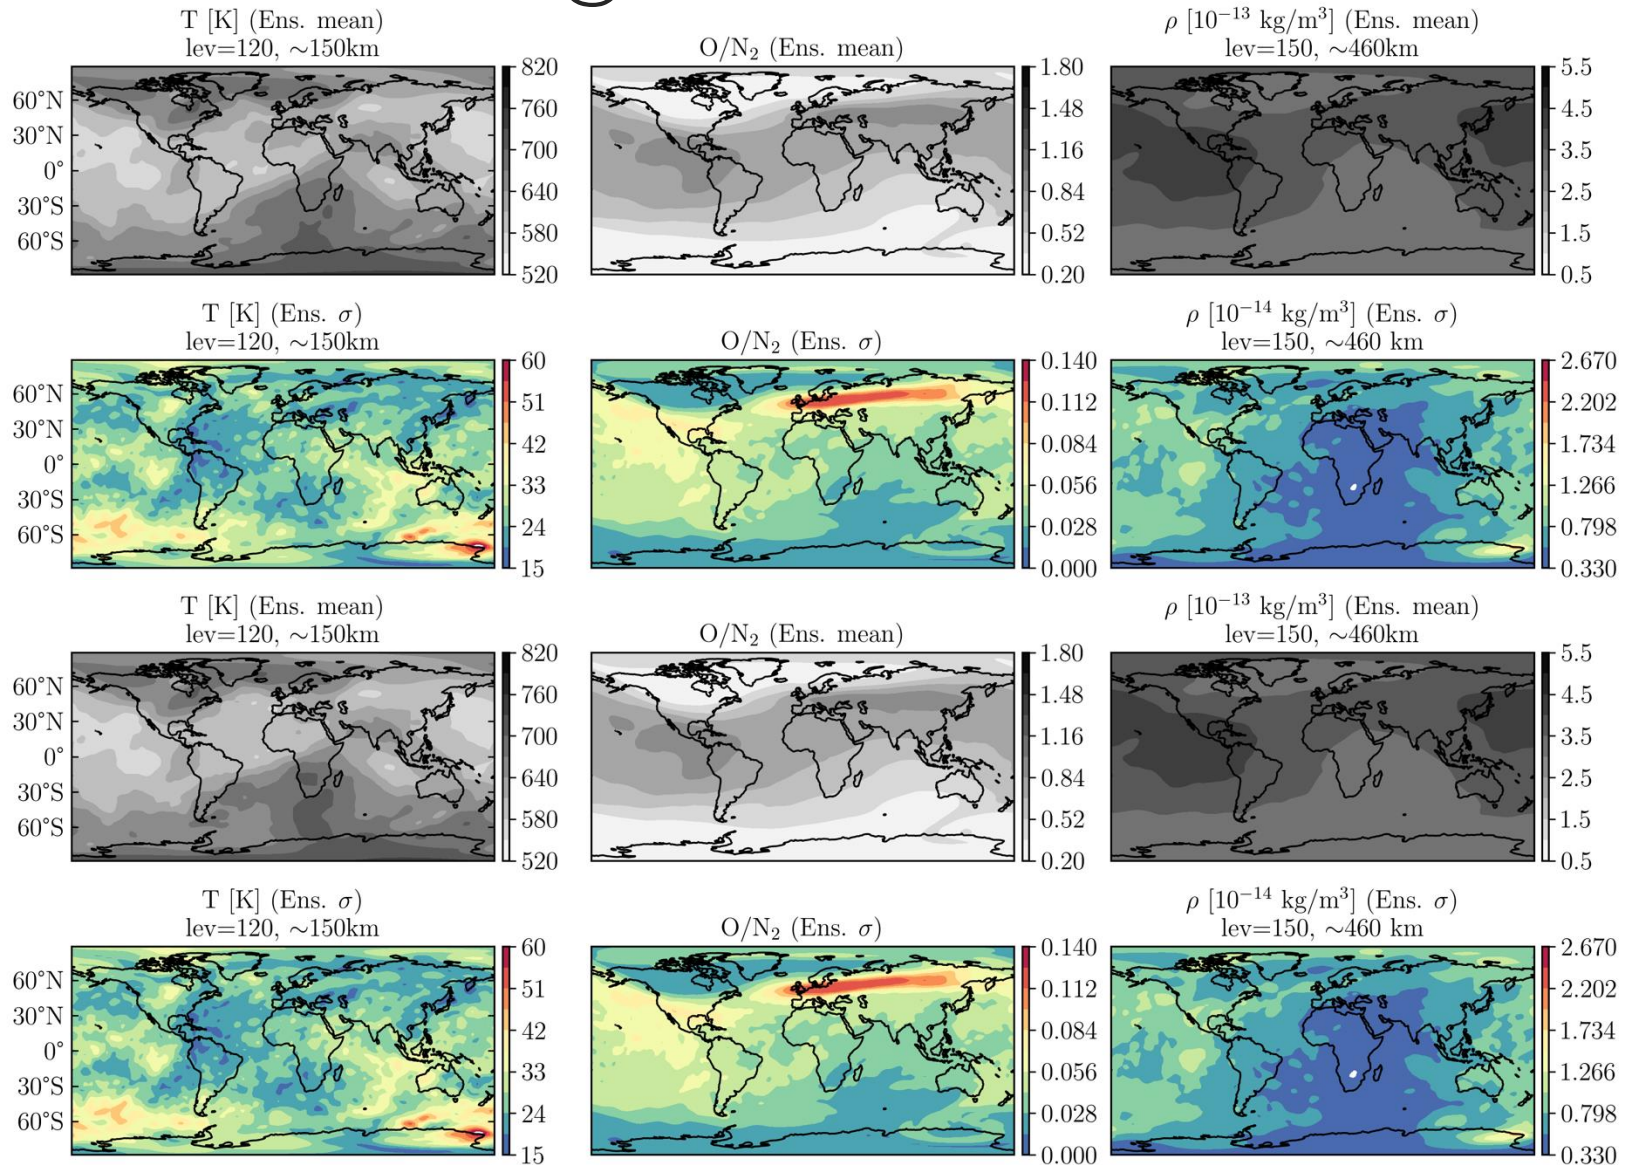 T [K] (Ens. mean)
lev=120, ~150km
O/N₂ (Ens. mean)
ρ [10⁻¹³ kg/m³] (Ens. mean)
lev=150, ~460km
60°N
30°N
0°
30°S
60°S
820
760
700
640
580
520
1.80
1.48
1.16
0.84
0.52
0.20
5.5
4.5
3.5
2.5
1.5
0.5
T [K] (Ens. σ)
lev=120, ~150km
O/N₂ (Ens. σ)
ρ [10⁻¹⁴ kg/m³] (Ens. σ)
lev=150, ~460 km
60°N
30°N
0°
30°S
60°S
60
51
42
33
24
15
0.140
0.112
0.084
0.056
0.028
0.000
2.670
2.202
1.734
1.266
0.798
0.330
T [K] (Ens. mean)
lev=120, ~150km
O/N₂ (Ens. mean)
ρ [10⁻¹³ kg/m³] (Ens. mean)
lev=150, ~460km
60°N
30°N
0°
30°S
60°S
820
760
700
640
580
520
1.80
1.48
1.16
0.84
0.52
0.20
5.5
4.5
3.5
2.5
1.5
0.5
T [K] (Ens. σ)
lev=120, ~150km
O/N₂ (Ens. σ)
ρ [10⁻¹⁴ kg/m³] (Ens. σ)
lev=150, ~460 km
60°N
30°N
0°
30°S
60°S
60
51
42
33
24
15
0.140
0.112
0.084
0.056
0.028
0.000
2.670
2.202
1.734
1.266
0.798
0.330